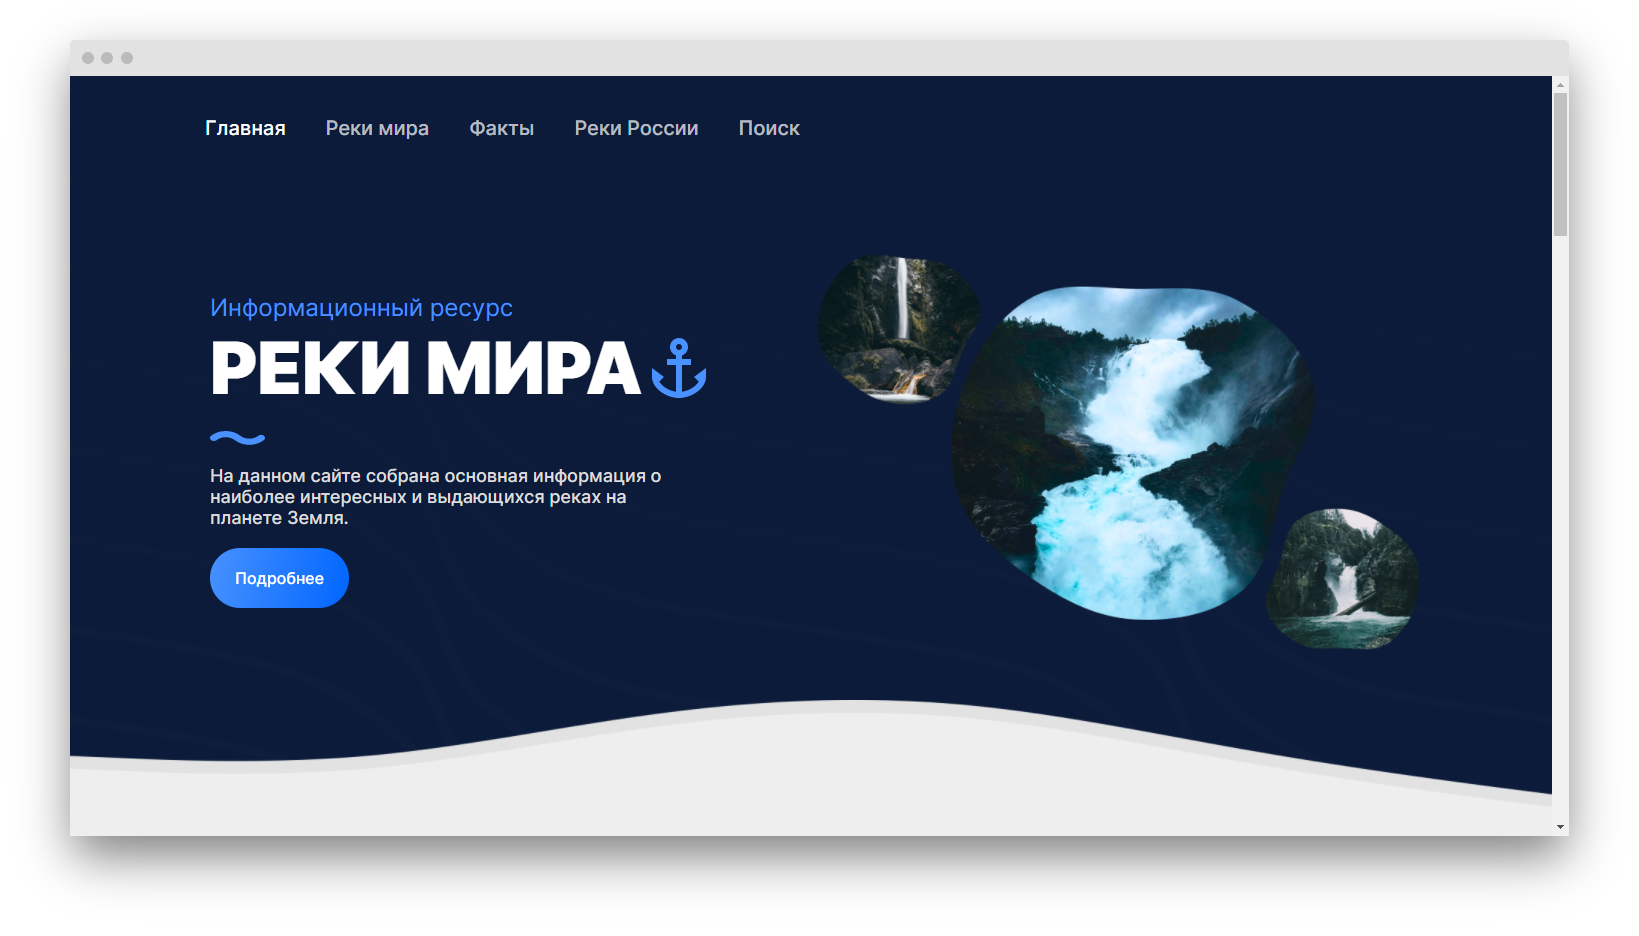 Главная Реки мира Факты Реки России Поиск
Информационный ресурс
РЕКИ МИРА
На данном сайте собрана основная информация о
наиболее интересных и выдающихся реках на
планете Земля.
Подробнее